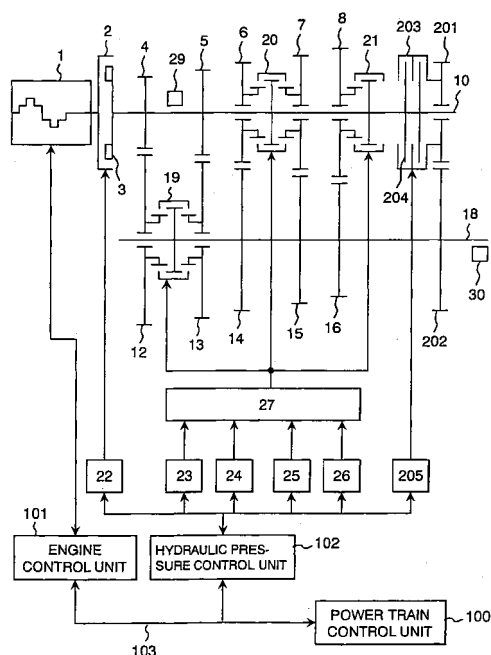 203 201
8
7 21
6 20
5
4 29
2
1
10
3
204
19
18
30
12 13 14 15 16 202
27
22 23 24 25 26 205
101
ENGINE
CONTROL UNIT
HYDRAULIC PRES-
SURE CONTROL UNIT
102
POWER TRAIN
CONTROL UNIT
100
103